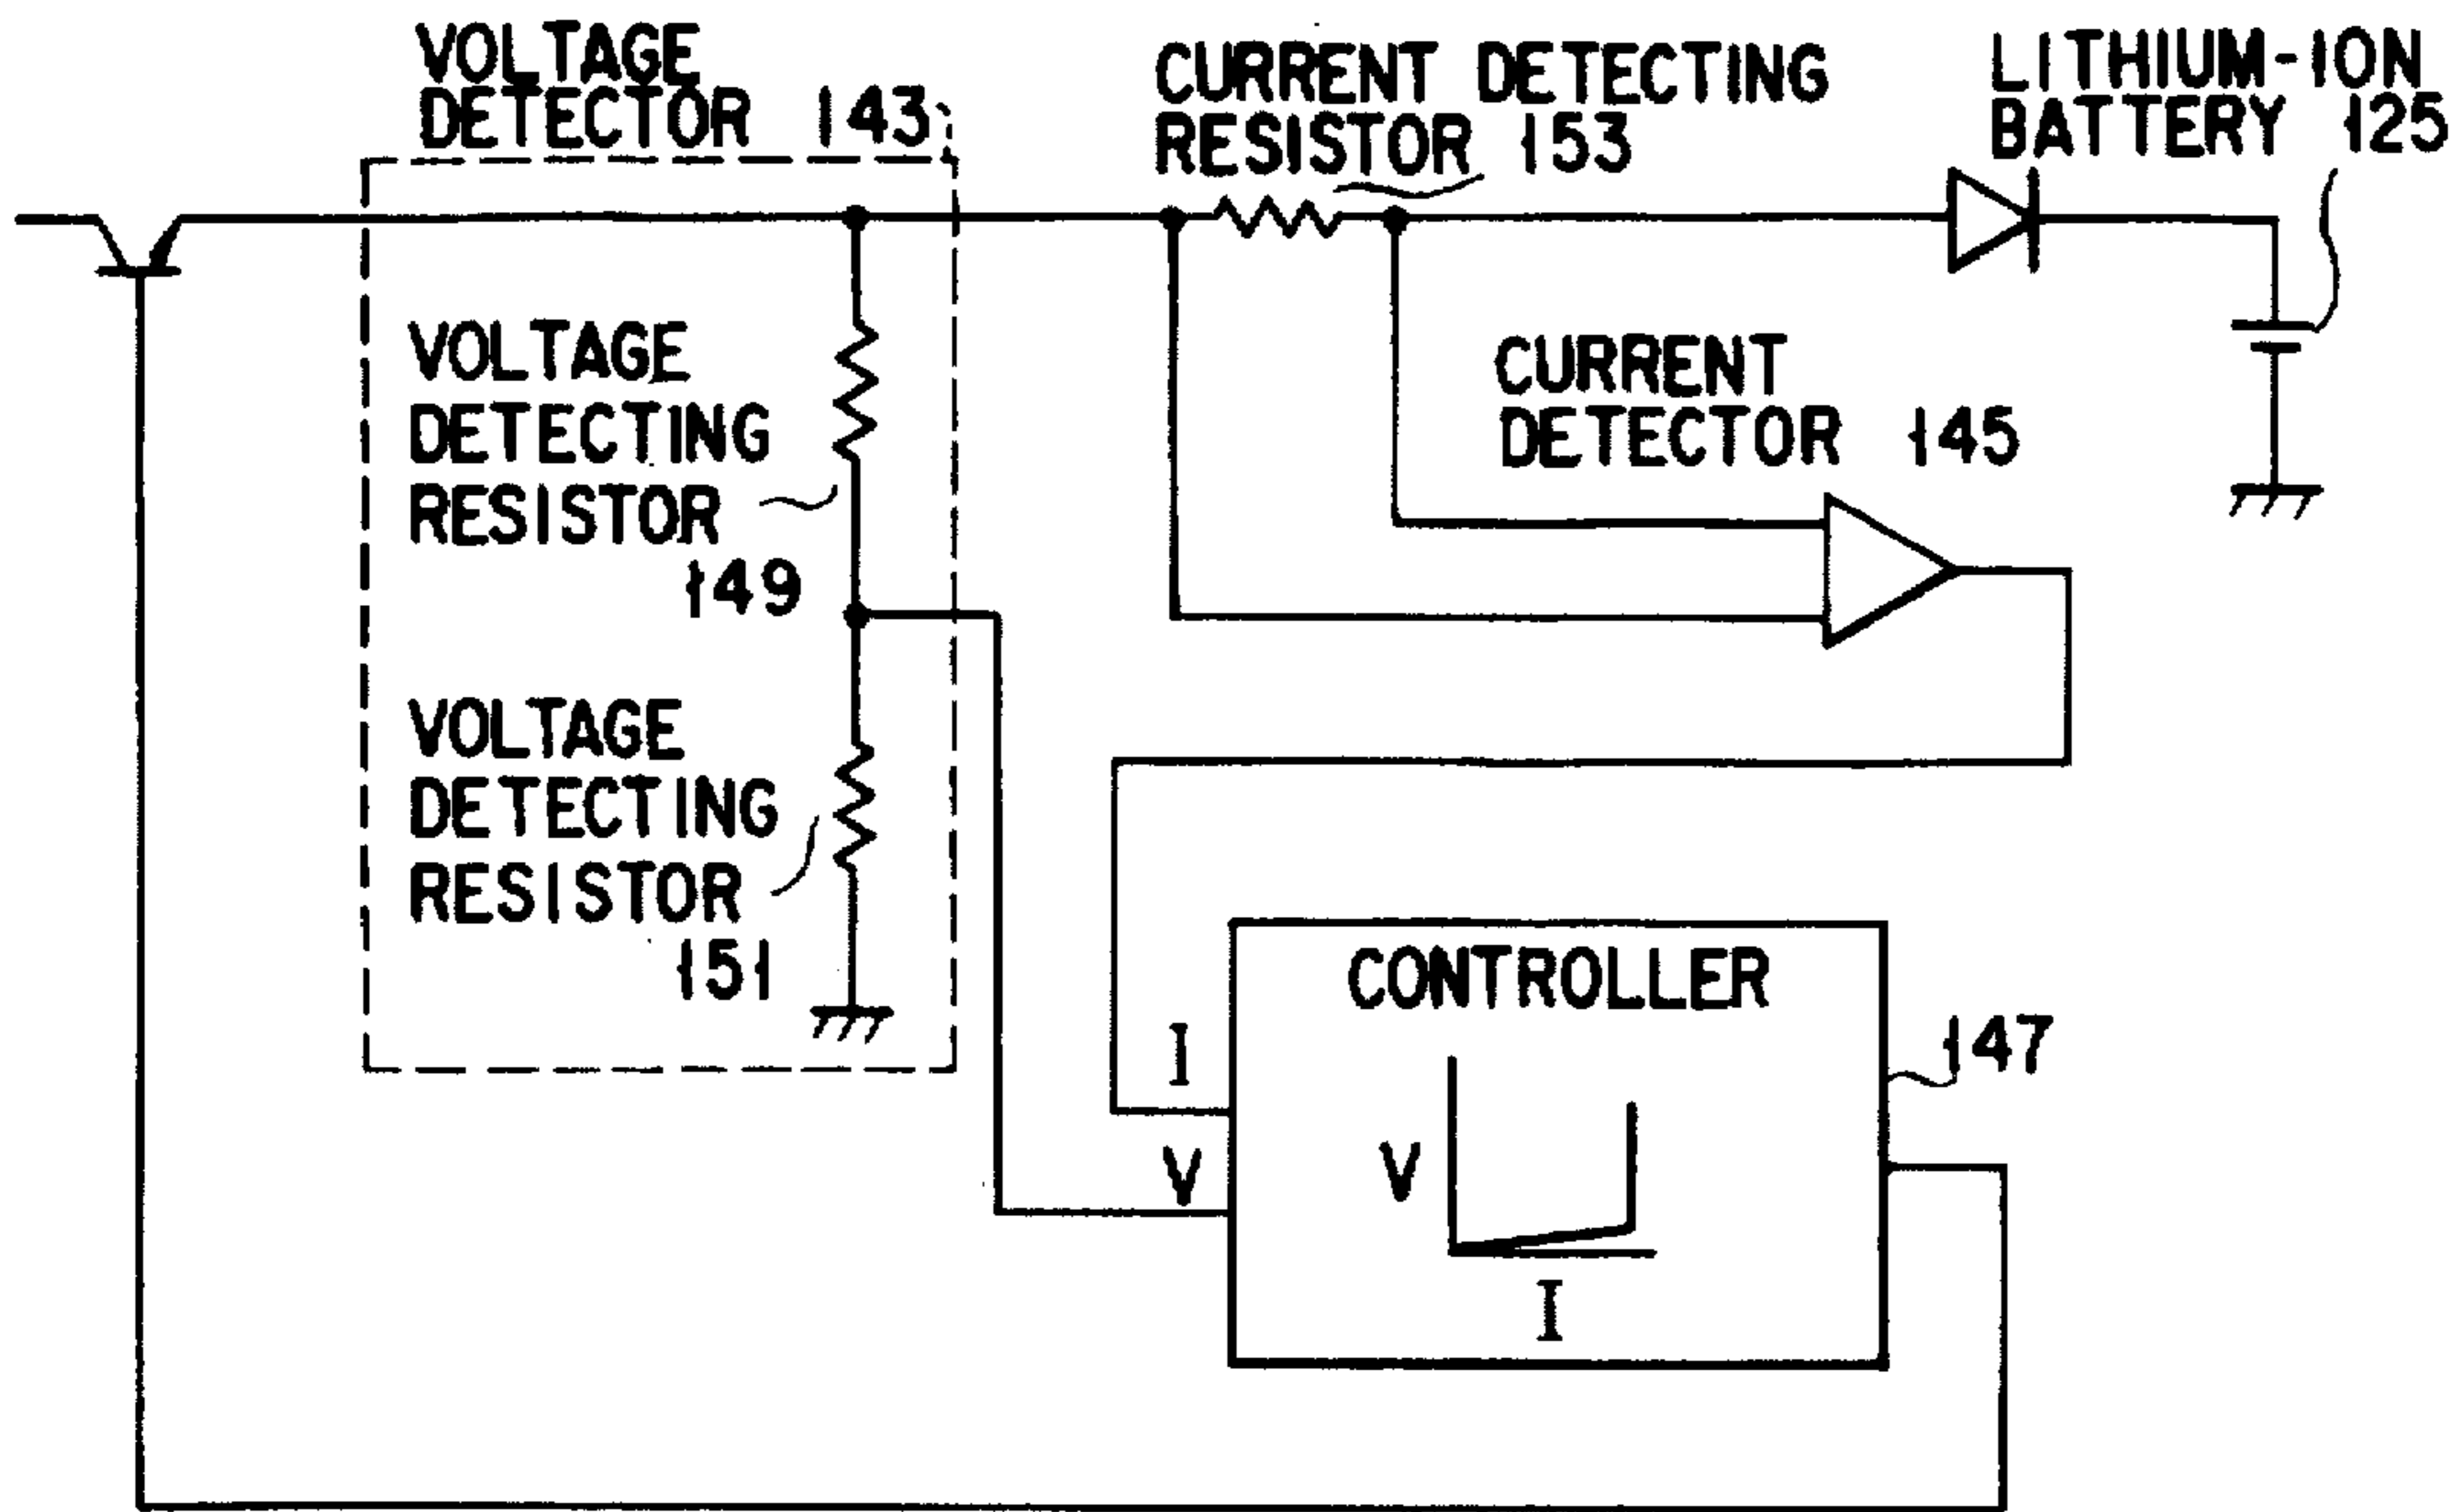 VOLTAGE
DETECTOR 143
CURRENT DETECTING
RESISTOR 153
LITHIUM-ION
BATTERY 125
VOLTAGE
DETECTING
RESISTOR
149
CURRENT
DETECTOR 145
VOLTAGE
DETECTING
RESISTOR
151
CONTROLLER
147
I
V
V
I